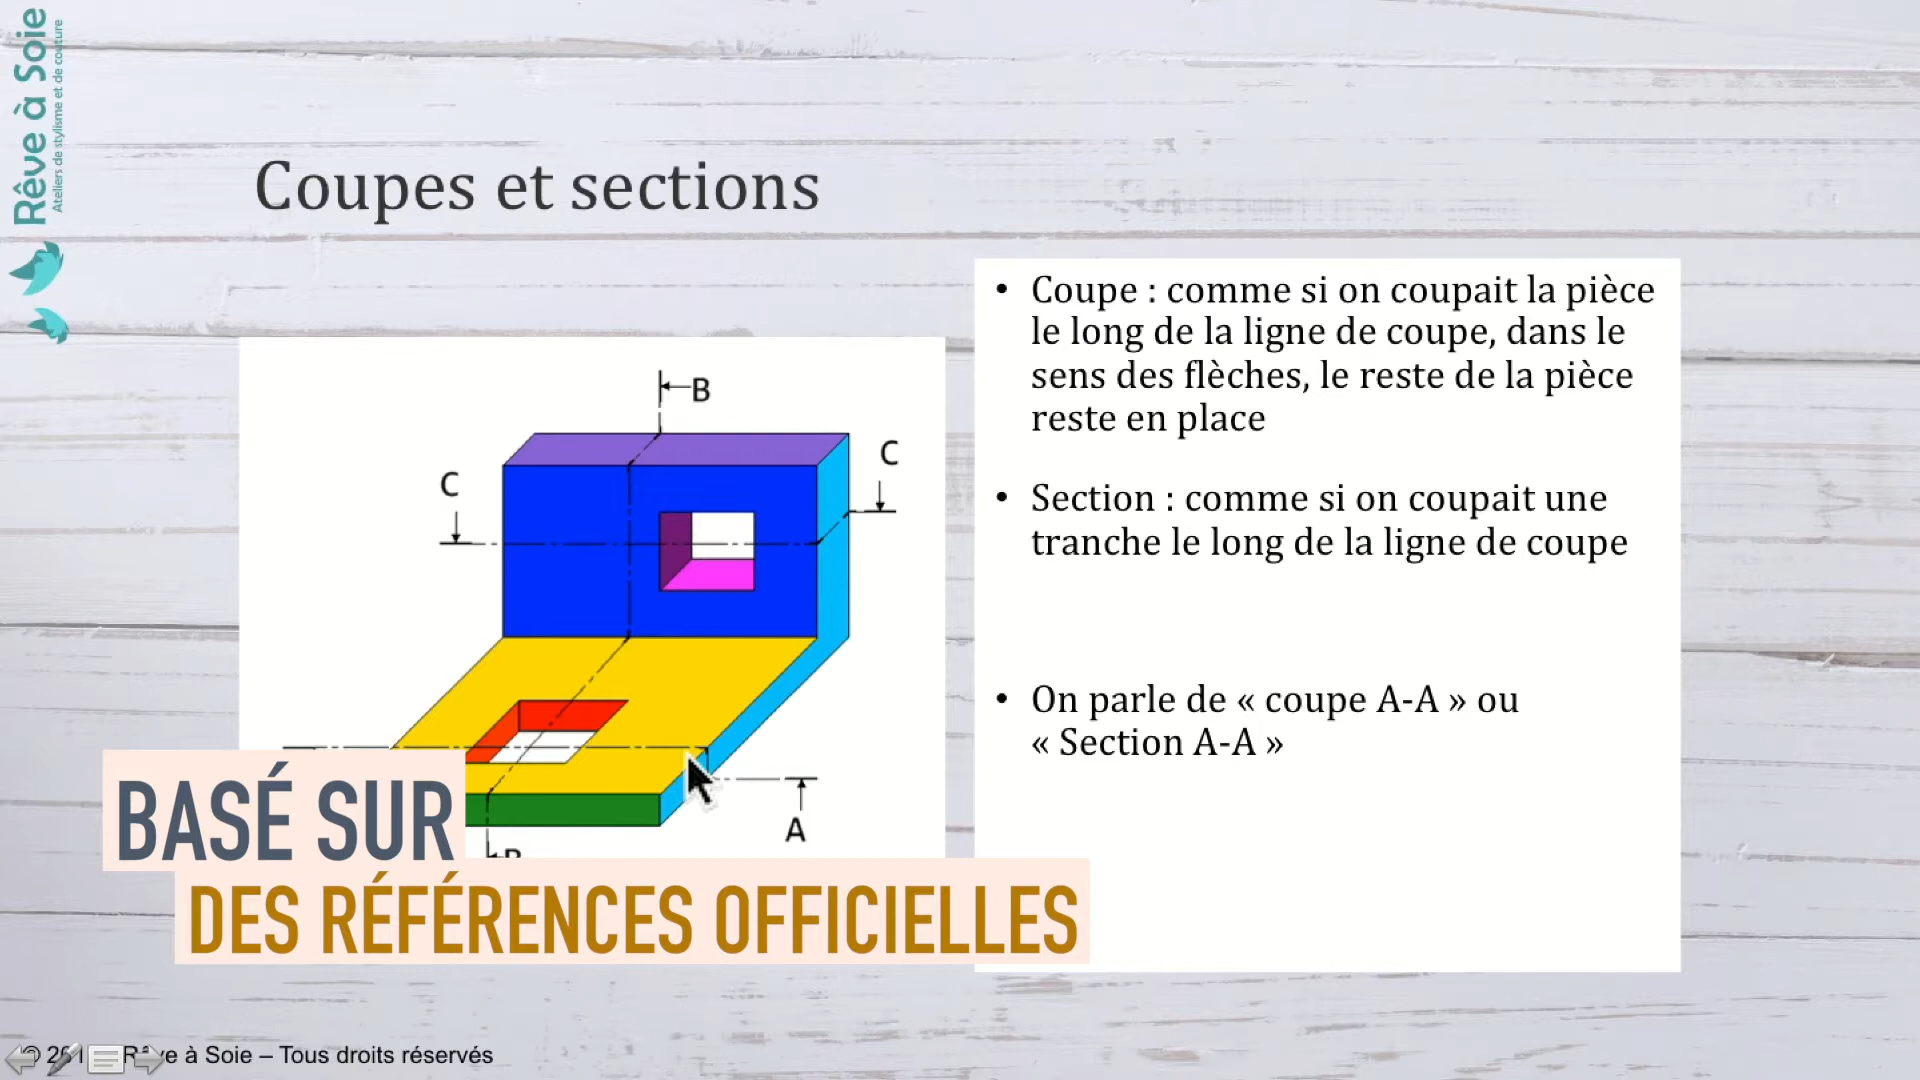 Rêve à Soie
Ateliers de stylisme et de couture
Coupes et sections
• Coupe : comme si on coupait la pièce
le long de la ligne de coupe, dans le
sens des flèches, le reste de la pièce
reste en place
• Section : comme si on coupait une
tranche le long de la ligne de coupe
• On parle de « coupe A-A » ou
« Section A-A »
B
C
C
A
B
BASÉ SUR
DES RÉFÉRENCES OFFICIELLES
© Rêve à Soie – Tous droits réservés